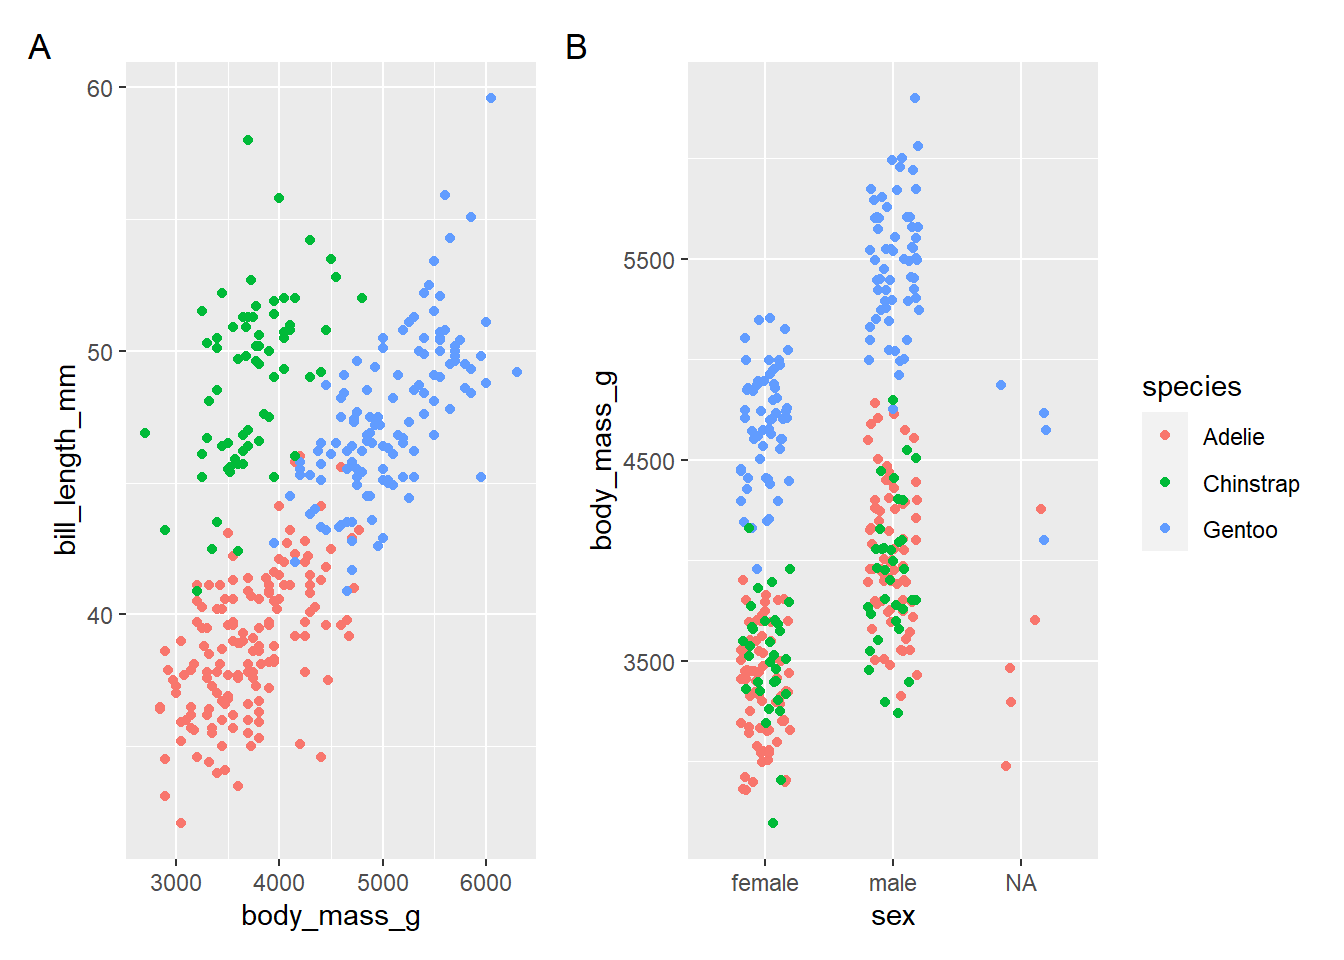 A
60
50
40
bill_length_mm
3000 4000 5000 6000
body_mass_g
B
5500
4500
3500
body_mass_g
female male NA
sex
species
Adelie
Chinstrap
Gentoo